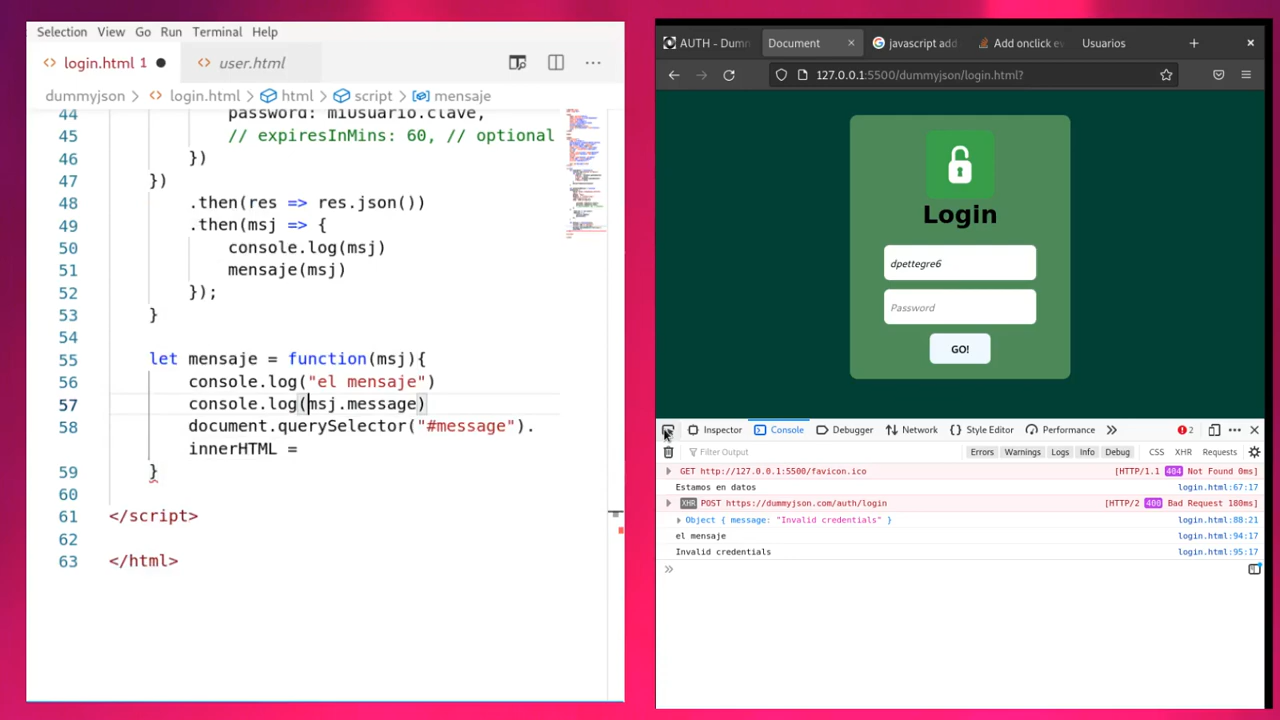 Selection View Go Run Terminal Help
login.html 1 user.html
dummyjson login.html html script mensaje
44 password: miUsuario.clave,
45 // expiresInMins: 60, // optional
46 })
47 })
48 .then(res => res.json())
49 .then(msj => {
50 console.log(msj)
51 mensaje(msj)
52 });
53 }
54
55 let mensaje = function(msj){
56 console.log("el mensaje")
57 console.log(msj.message)
58 document.querySelector("#message").
innerHTML =
59 }
60
61 </script>
62
63 </html>
AUTH - Dumm Document javascript add Add onclick ev Usuarios
127.0.0.1:5500/dummyjson/login.html?
Login
dpettegre6
Password
GO!
Inspector Console Debugger Network Style Editor Performance 2
Filter Output Errors Warnings Logs Info Debug CSS XHR Requests
GET http://127.0.0.1:5500/favicon.ico [HTTP/1.1 404 Not Found 0ms]
Estamos en datos login.html:67:17
XHR POST https://dummyjson.com/auth/login [HTTP/2 400 Bad Request 180ms]
Object { message: "Invalid credentials" } login.html:88:21
el mensaje login.html:94:17
Invalid credentials login.html:95:17